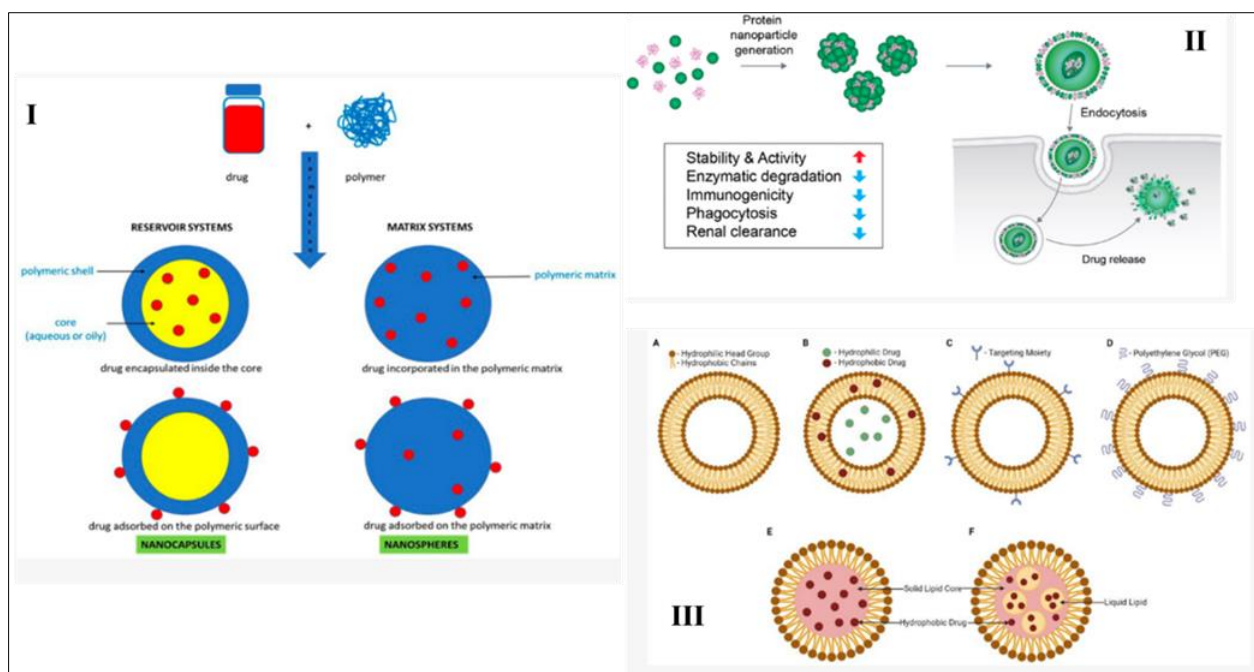 I
drug
+
polymer
RESERVOIR SYSTEMS
MATRIX SYSTEMS
polymeric shell
polymeric matrix
core
(aqueous or oily)
drug encapsulated inside the core
drug incorporated in the polymeric matrix
drug adsorbed on the polymeric surface
drug adsorbed on the polymeric matrix
NANOCAPSULES
NANOSPHERES
II
Protein
nanoparticle
generation
Endocytosis
Stability & Activity
Enzymatic degradation
Immunogenicity
Phagocytosis
Renal clearance
Drug release
III
A
- Hydrophilic Head Group
- Hydrophobic Chains
B
- Hydrophilic Drug
- Hydrophobic Drug
C
- Targeting Moiety
D
- Polyethylene Glycol (PEG)
E
F
Solid Lipid Core
Liquid Lipid
Hydrophobic Drug